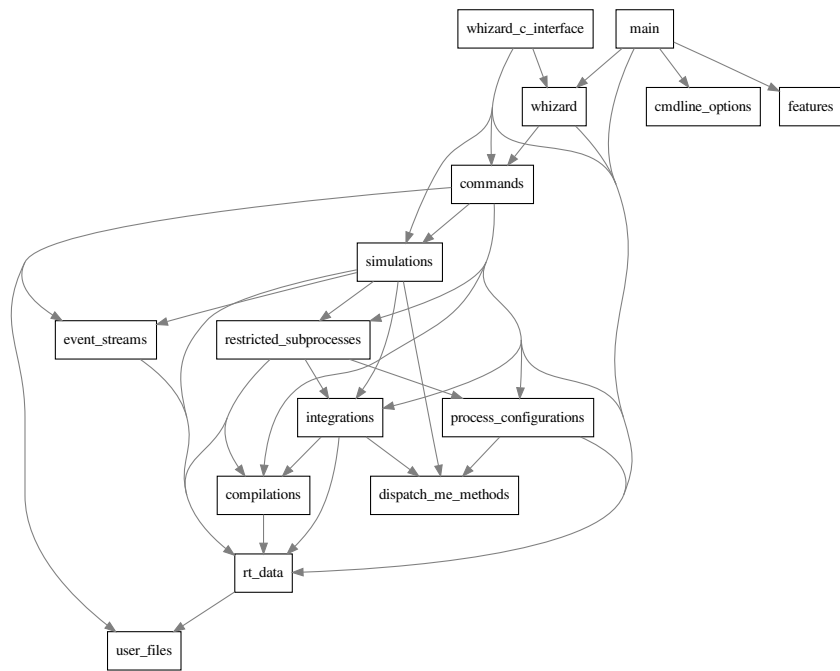 whizard_c_interface
main
whizard
cmdline_options
features
commands
simulations
event_streams
restricted_subprocesses
integrations
process_configurations
compilations
dispatch_me_methods
rt_data
user_files